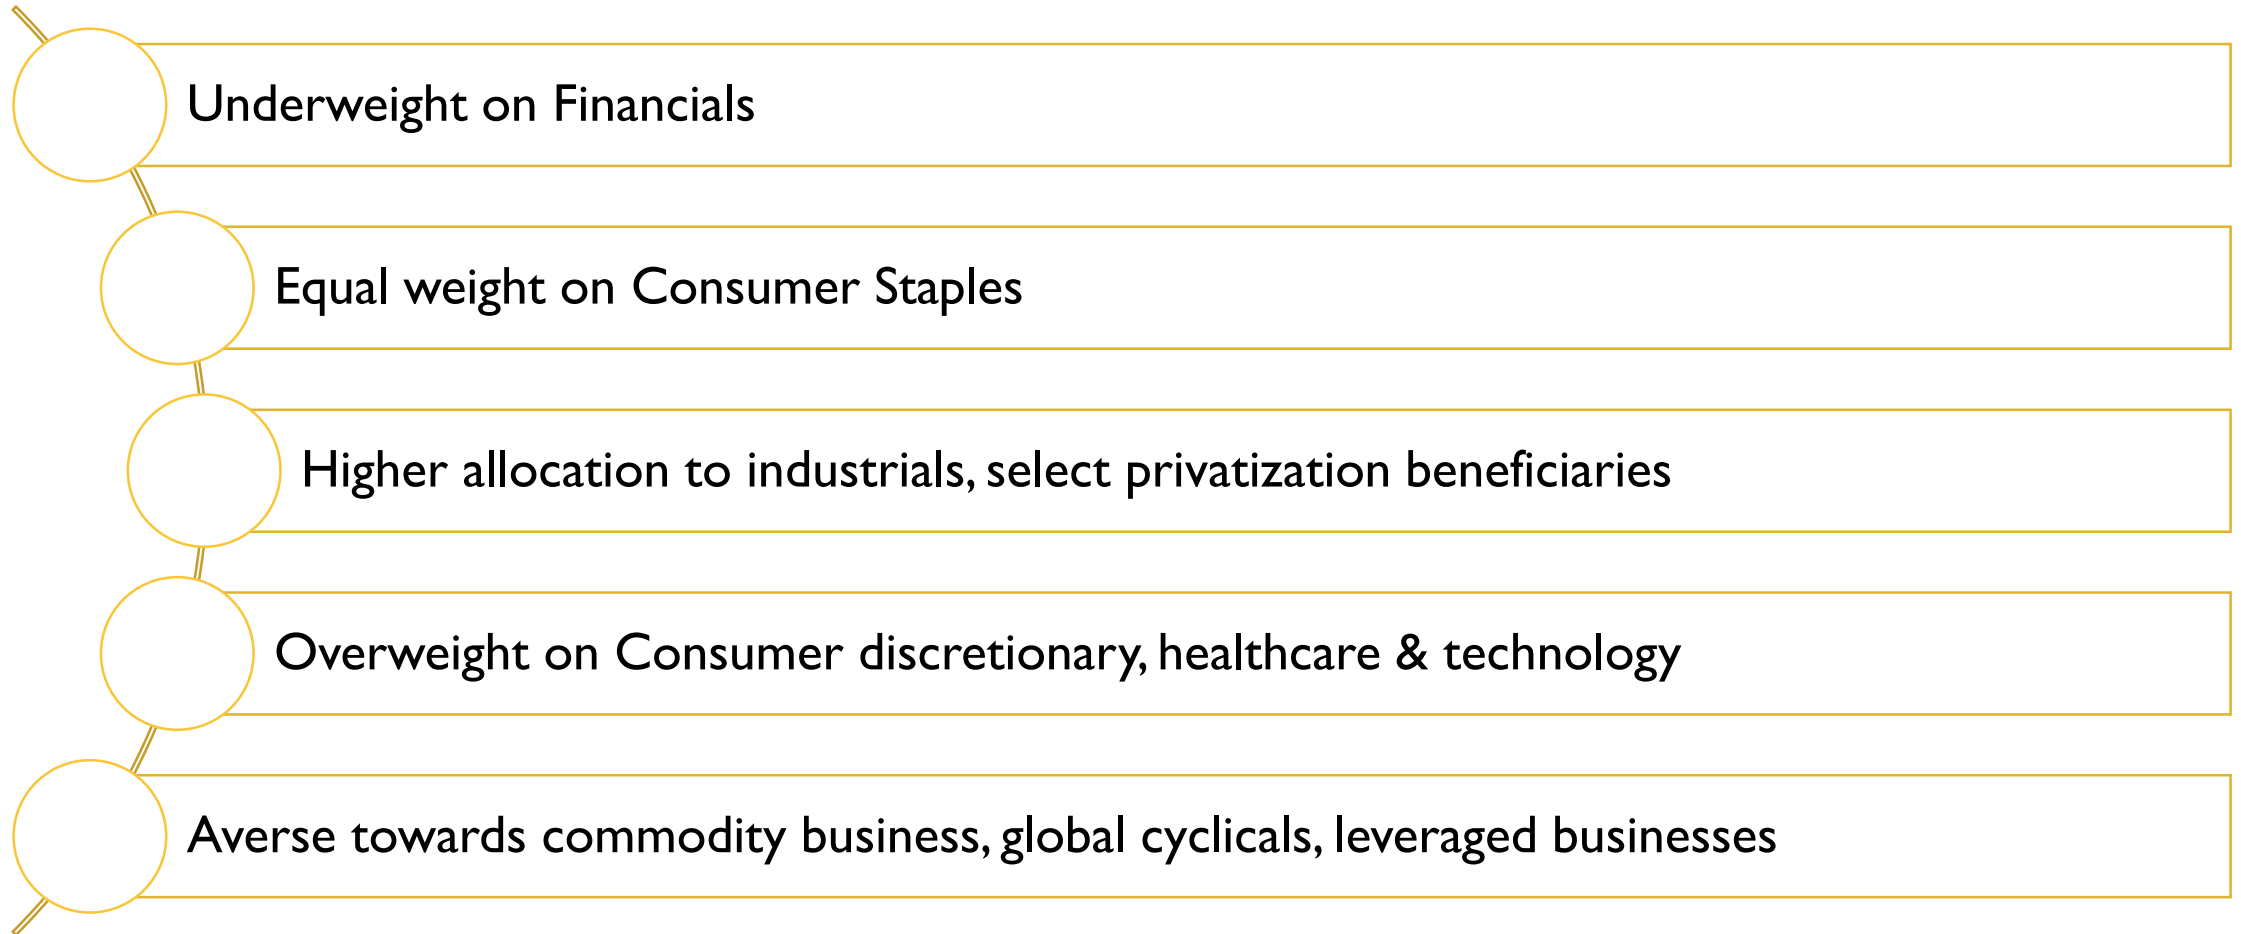 Underweight on Financials
Equal weight on Consumer Staples
Higher allocation to industrials, select privatization beneficiaries
Overweight on Consumer discretionary, healthcare & technology
Averse towards commodity business, global cyclicals, leveraged businesses